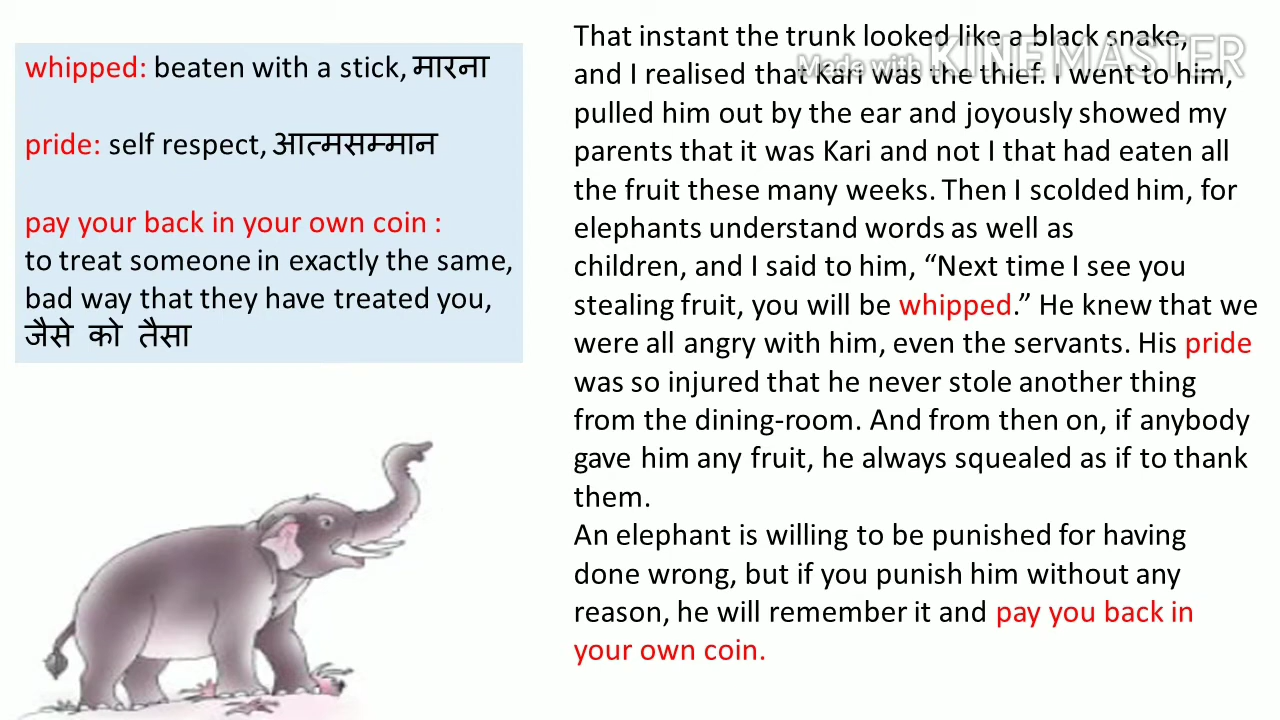 whipped: beaten with a stick, मारना
pride: self respect, आत्मसम्मान
pay your back in your own coin :
to treat someone in exactly the same,
bad way that they have treated you,
जैसे को तैसा
That instant the trunk looked like a black snake,
and I realised that Kari was the thief. I went to him,
pulled him out by the ear and joyously showed my
parents that it was Kari and not I that had eaten all
the fruit these many weeks. Then I scolded him, for
elephants understand words as well as
children, and I said to him, “Next time I see you
stealing fruit, you will be whipped.” He knew that we
were all angry with him, even the servants. His pride
was so injured that he never stole another thing
from the dining-room. And from then on, if anybody
gave him any fruit, he always squealed as if to thank
them.
An elephant is willing to be punished for having
done wrong, but if you punish him without any
reason, he will remember it and pay you back in
your own coin.
Made with KINEMASTER